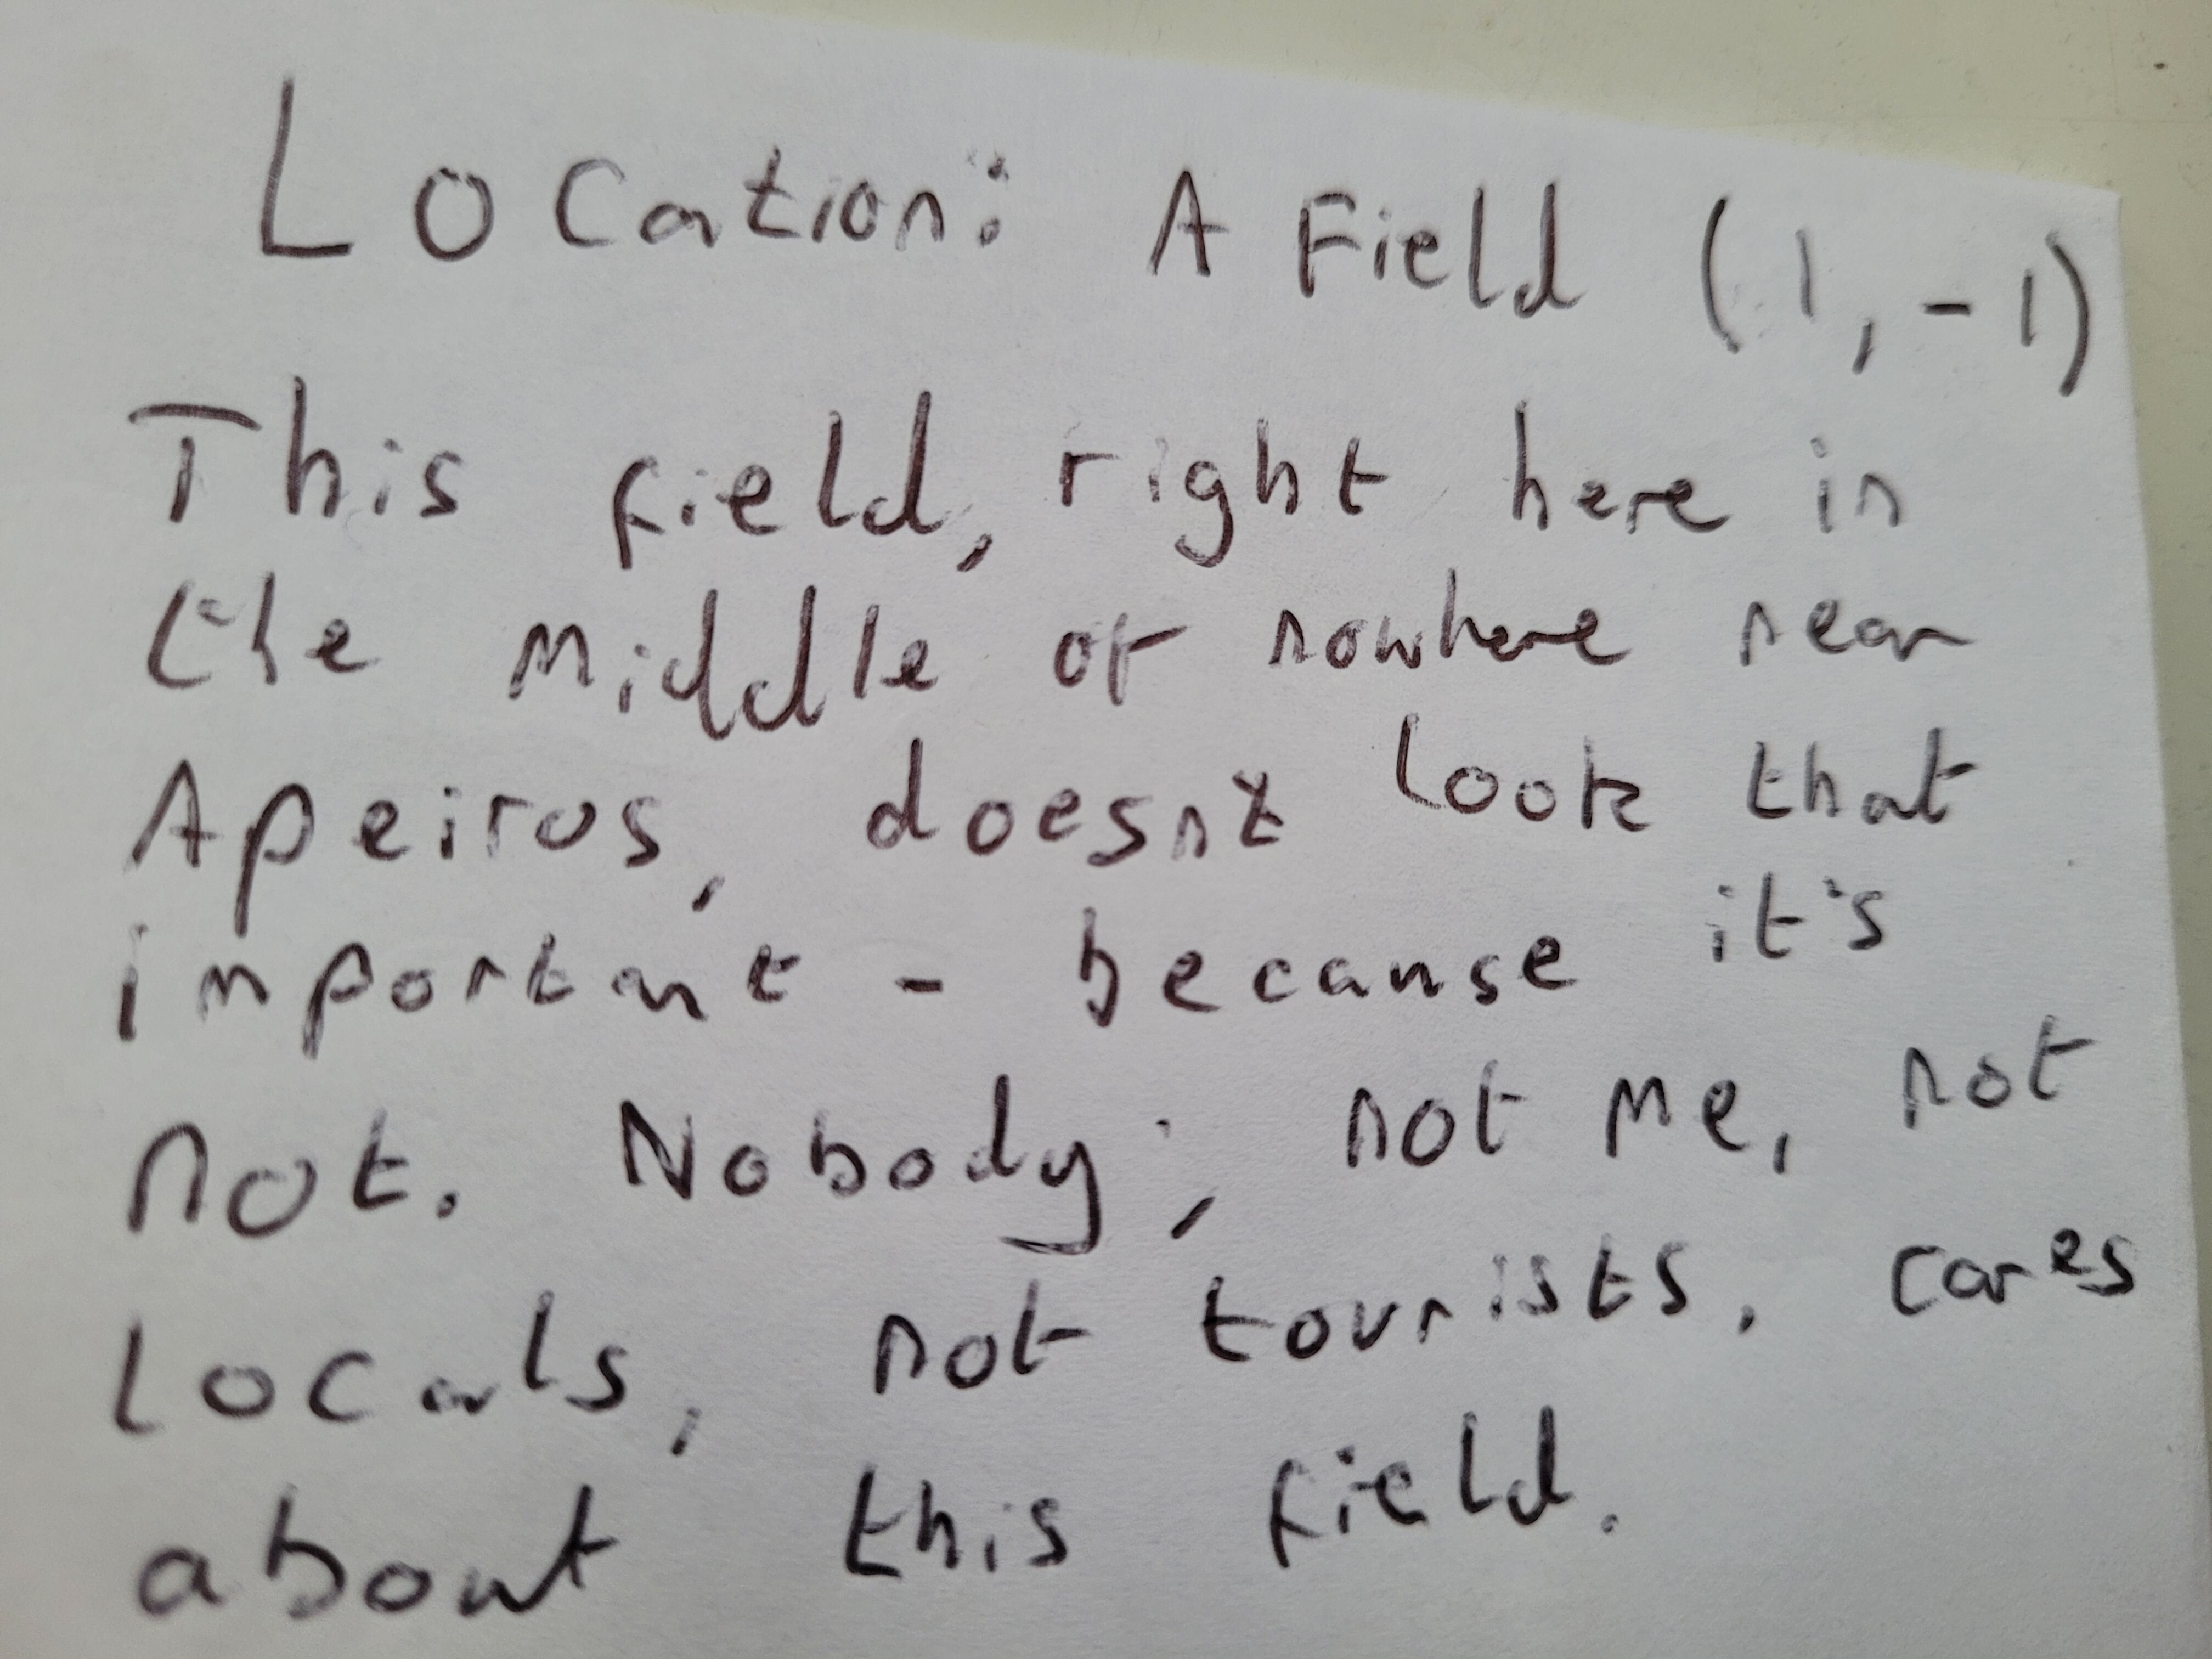 Location: A Field (1, -1)
This field, right here in
the middle of nowhere near
Apeiros, doesnt look that
important - because it's
not. Nobody; not me, not
locals, not tourists, cares
about this field.